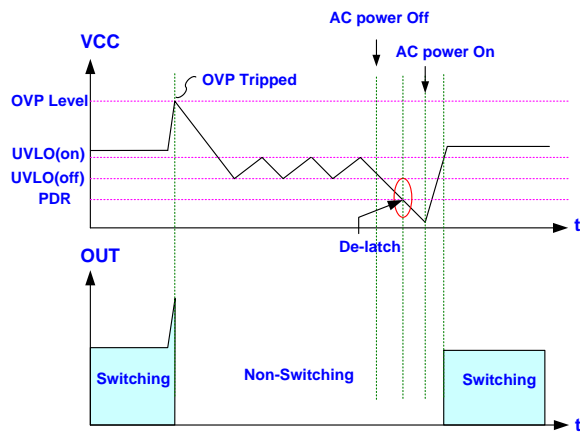 AC power Off
VCC
AC power On
OVP Tripped
OVP Level
UVLO(on)
UVLO(off)
PDR
t
De-latch
OUT
Switching
Non-Switching
Switching
t